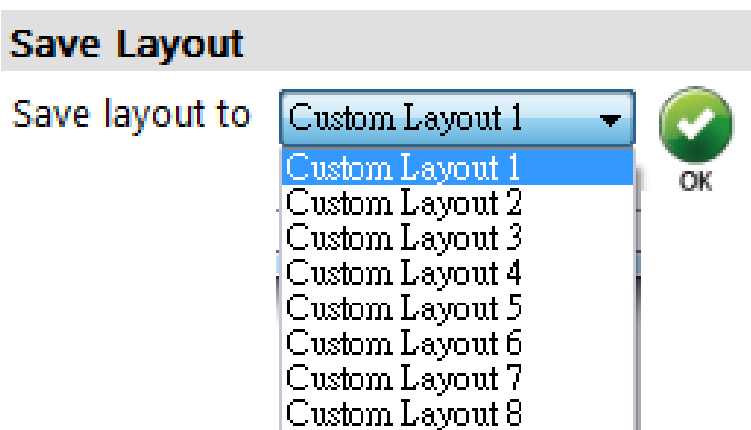 Save Layout
Save layout to
Custom Layout 1
OK
Custom Layout 1
Custom Layout 2
Custom Layout 3
Custom Layout 4
Custom Layout 5
Custom Layout 6
Custom Layout 7
Custom Layout 8